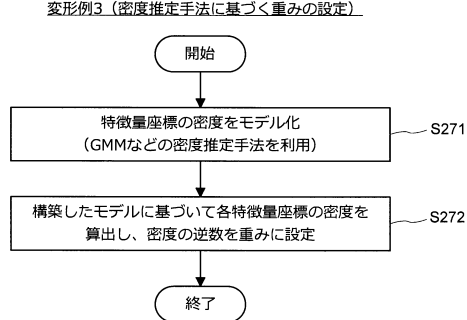 変形例3（密度推定手法に基づく重みの設定）
開始
特徴量座標の密度をモデル化
（GMMなどの密度推定手法を利用）
S271
構築したモデルに基づいて各特徴量座標の密度を
算出し、密度の逆数を重みに設定
S272
終了